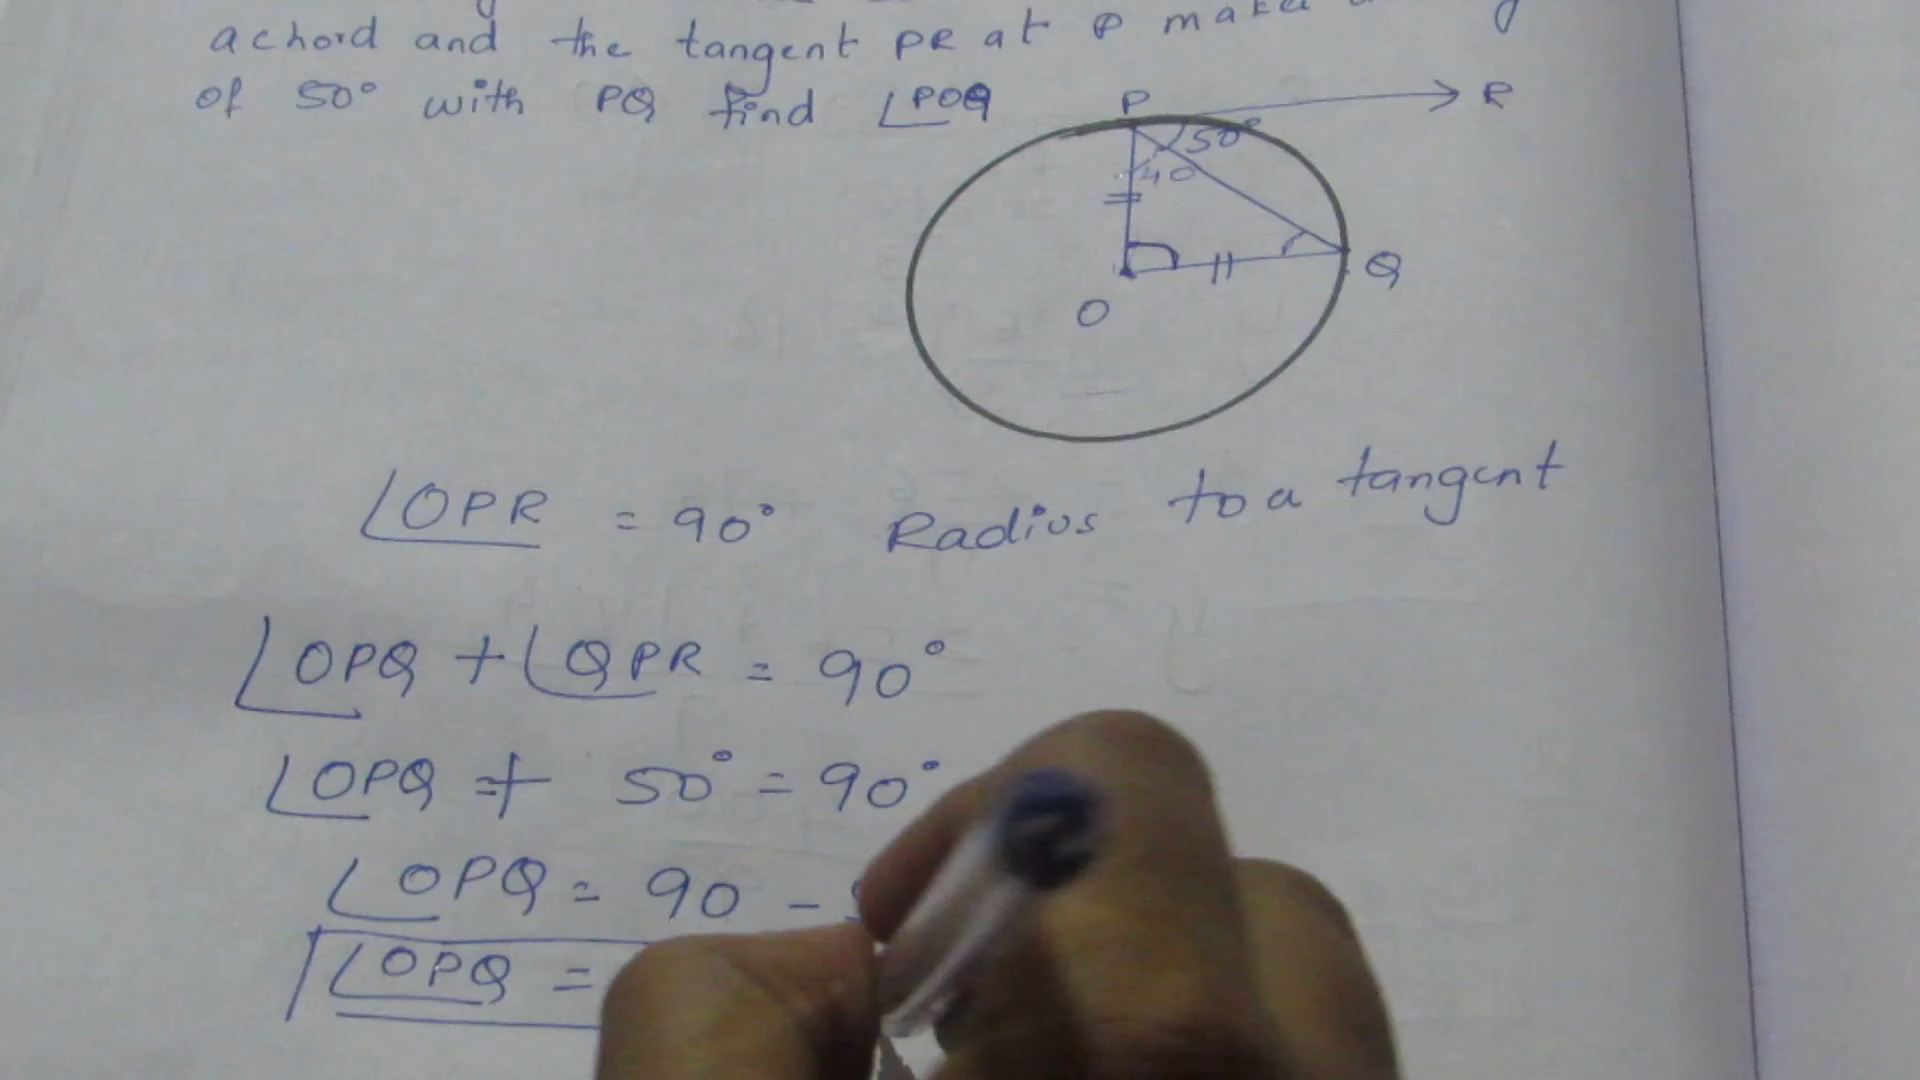 a chord and the tangent PR at P
of 50° with PQ find ∠POQ
P
R
50°
40
Q
O
∠OPR = 90° Radius to a tangent
∠OPQ + ∠QPR = 90°
∠OPQ + 50° = 90°
∠OPQ = 90 -
∠OPQ =